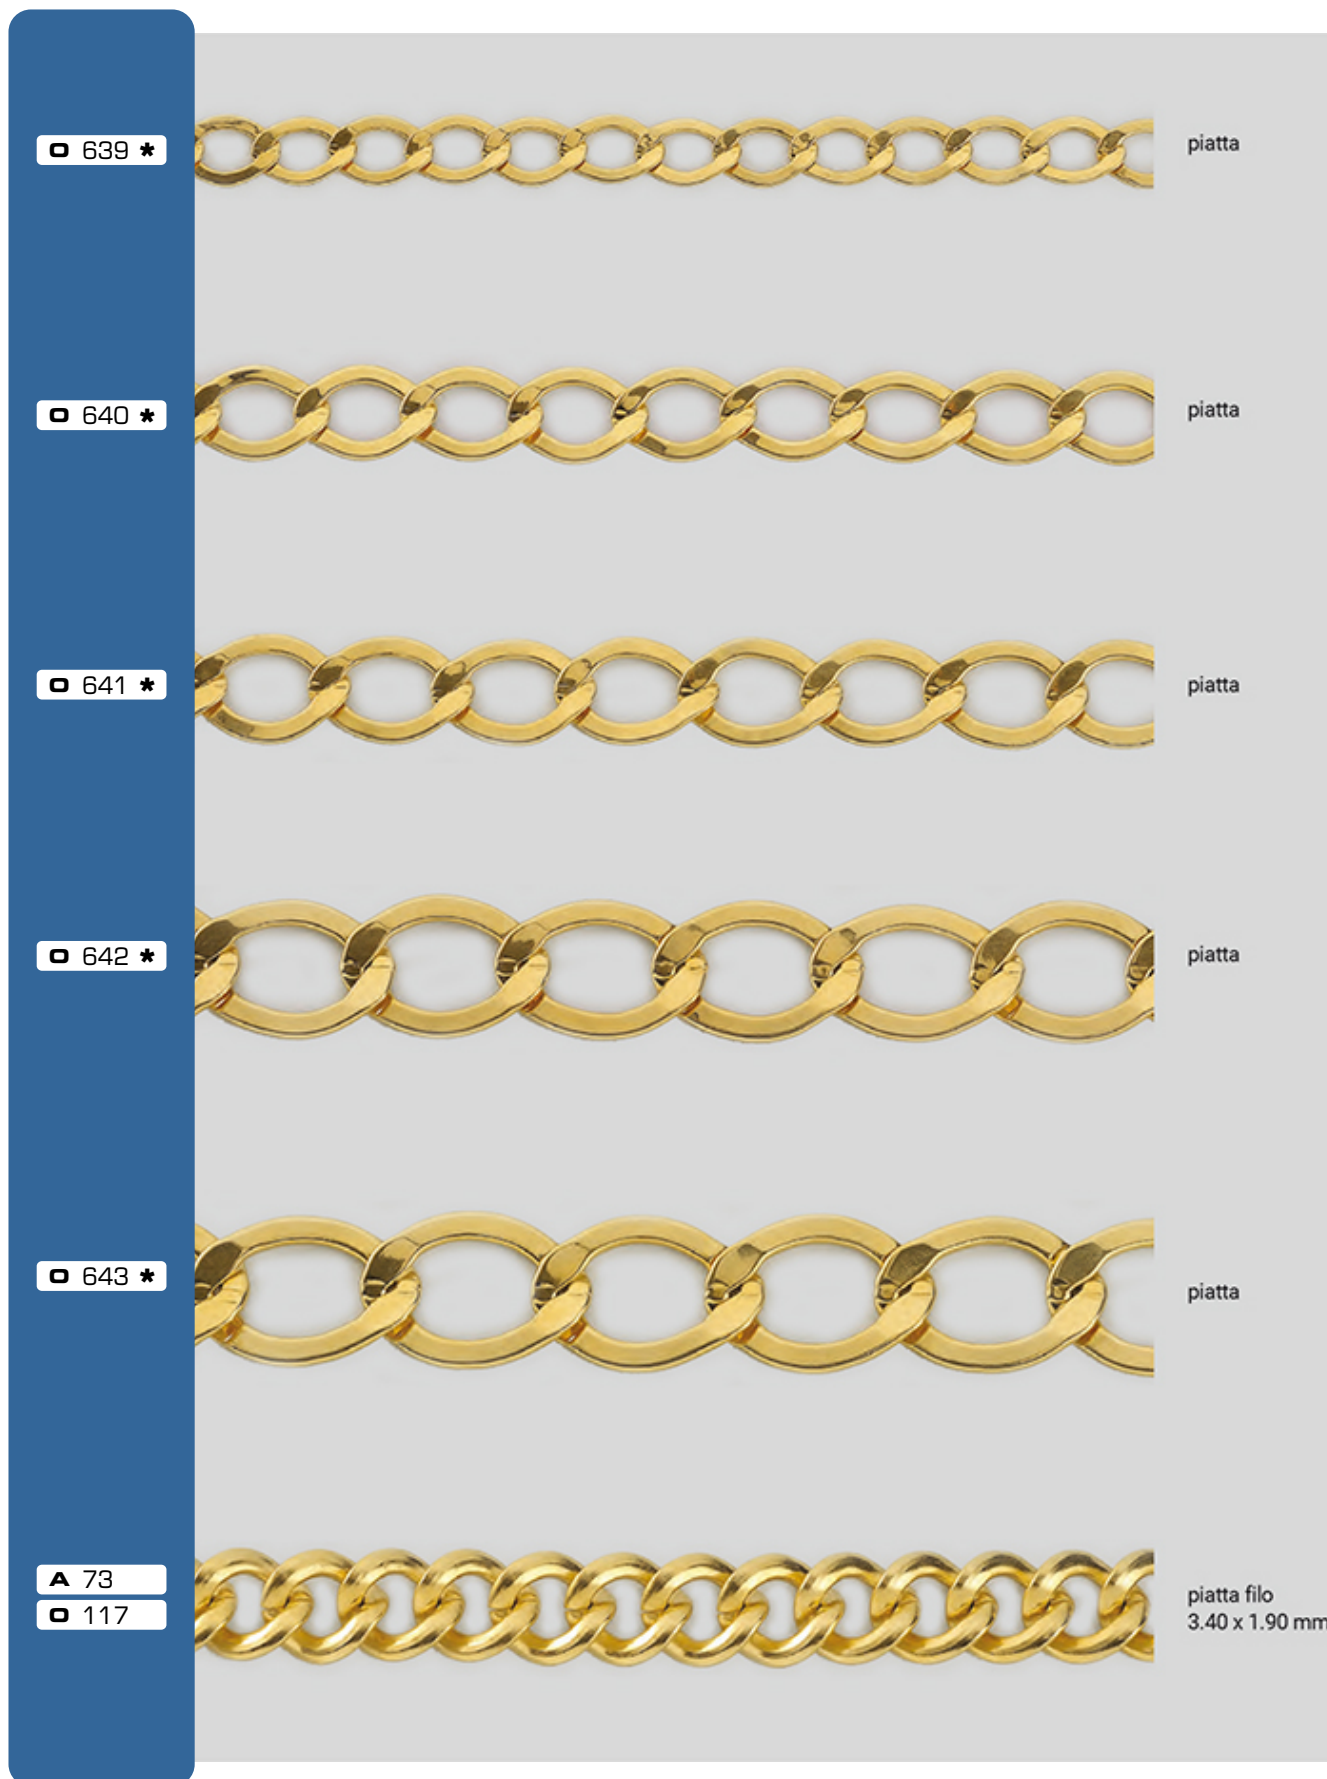 O 639 *
piatta
O 640 *
piatta
O 641 *
piatta
O 642 *
piatta
O 643 *
piatta
A 73
O 117
piatta filo
3.40 x 1.90 mm